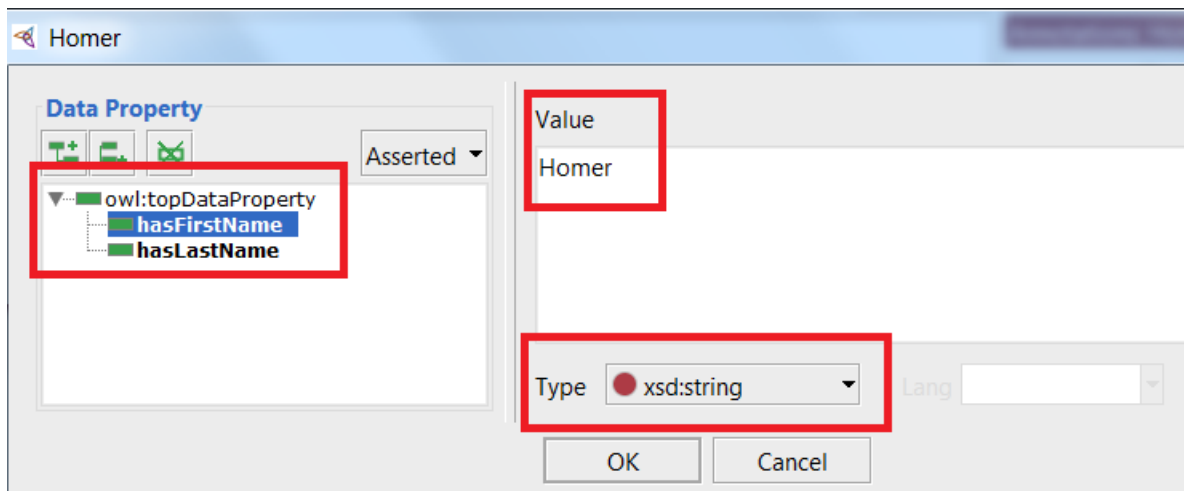 Homer
Data Property
Asserted
owl:topDataProperty
hasFirstName
hasLastName
Value
Homer
Type xsd:string Lang
OK Cancel